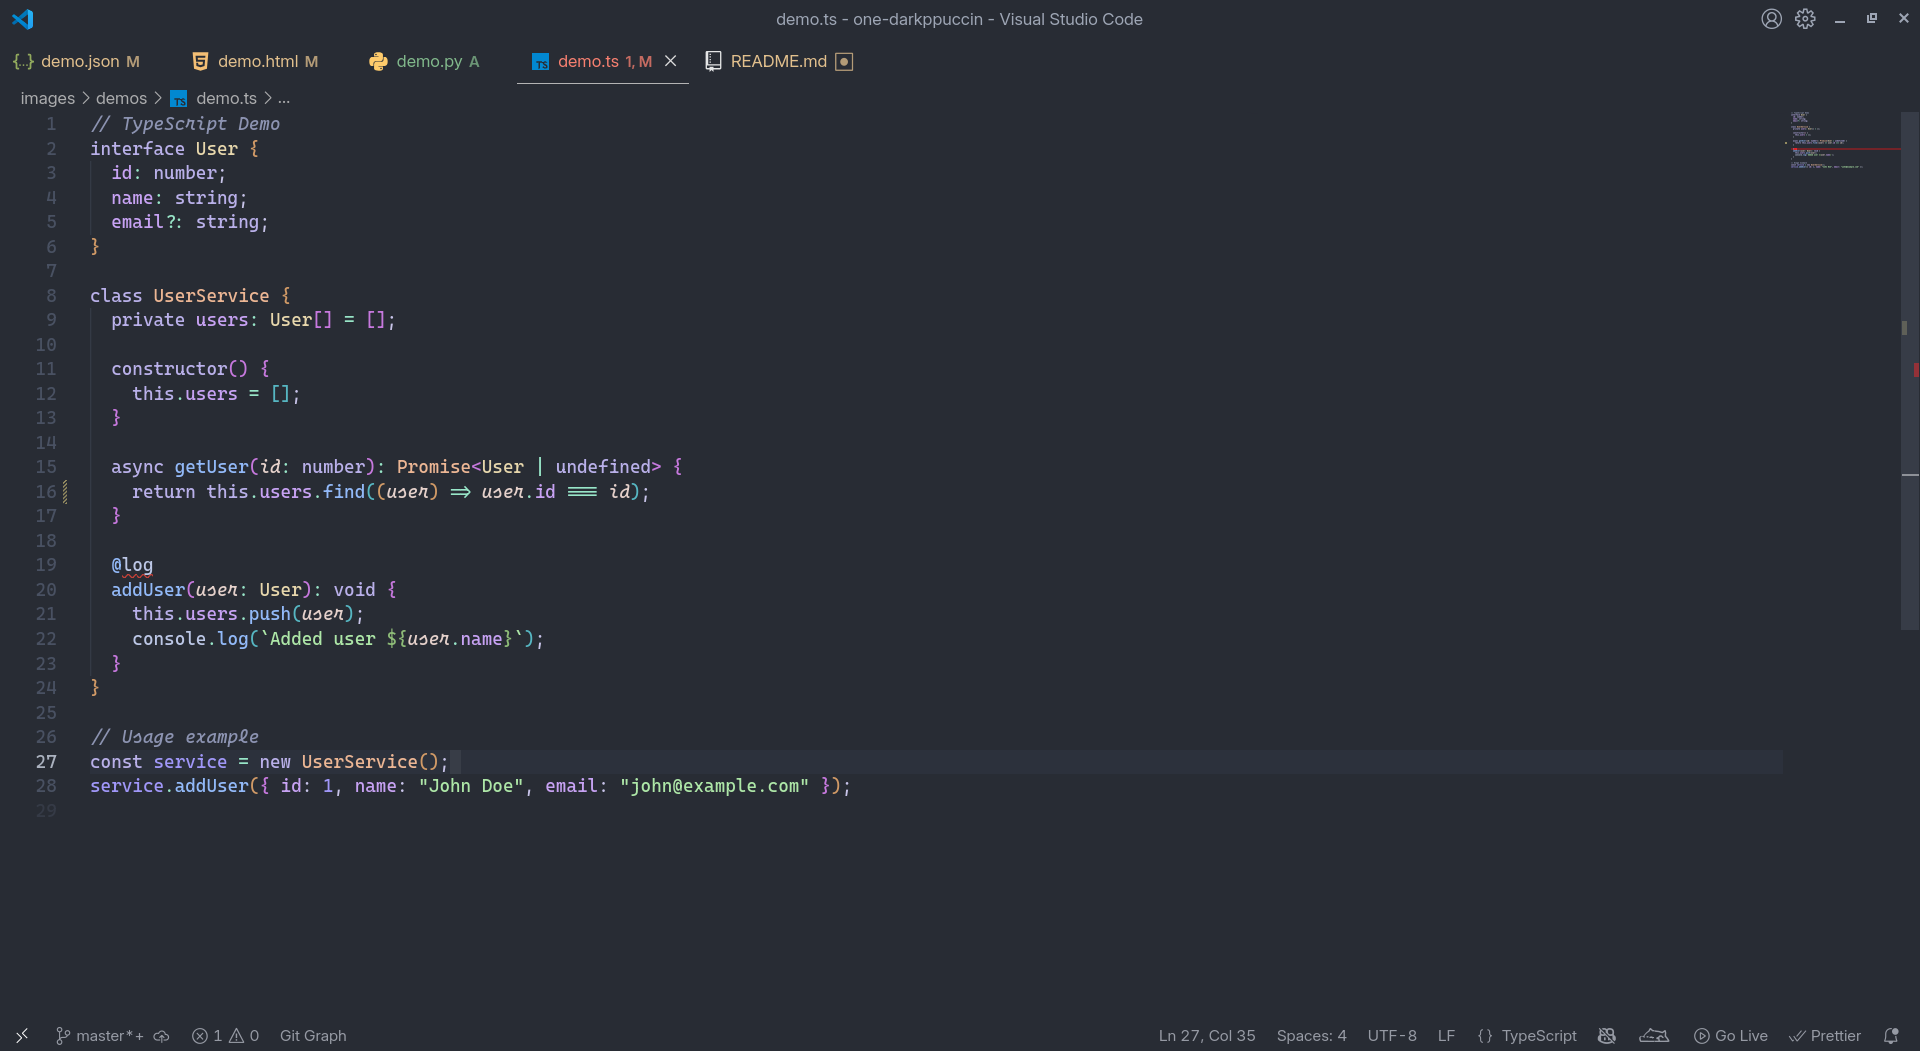 demo.ts - one-darkppuccin - Visual Studio Code
{..} demo.json M demo.html M demo.py A TS demo.ts 1, M README.md
images > demos > TS demo.ts > ...
1 // TypeScript Demo
2 interface User {
3 id: number;
4 name: string;
5 email?: string;
6 }
7
8 class UserService {
9 private users: User[] = [];
10
11 constructor() {
12 this.users = [];
13 }
14
15 async getUser(id: number): Promise<User | undefined> {
16 return this.users.find((user) => user.id === id);
17 }
18
19 @log
20 addUser(user: User): void {
21 this.users.push(user);
22 console.log(`Added user ${user.name}`);
23 }
24 }
25
26 // Usage example
27 const service = new UserService();
28 service.addUser({ id: 1, name: "John Doe", email: "john@example.com" });
29
master*+ 1 0 Git Graph Ln 27, Col 35 Spaces: 4 UTF-8 LF {} TypeScript Go Live Prettier